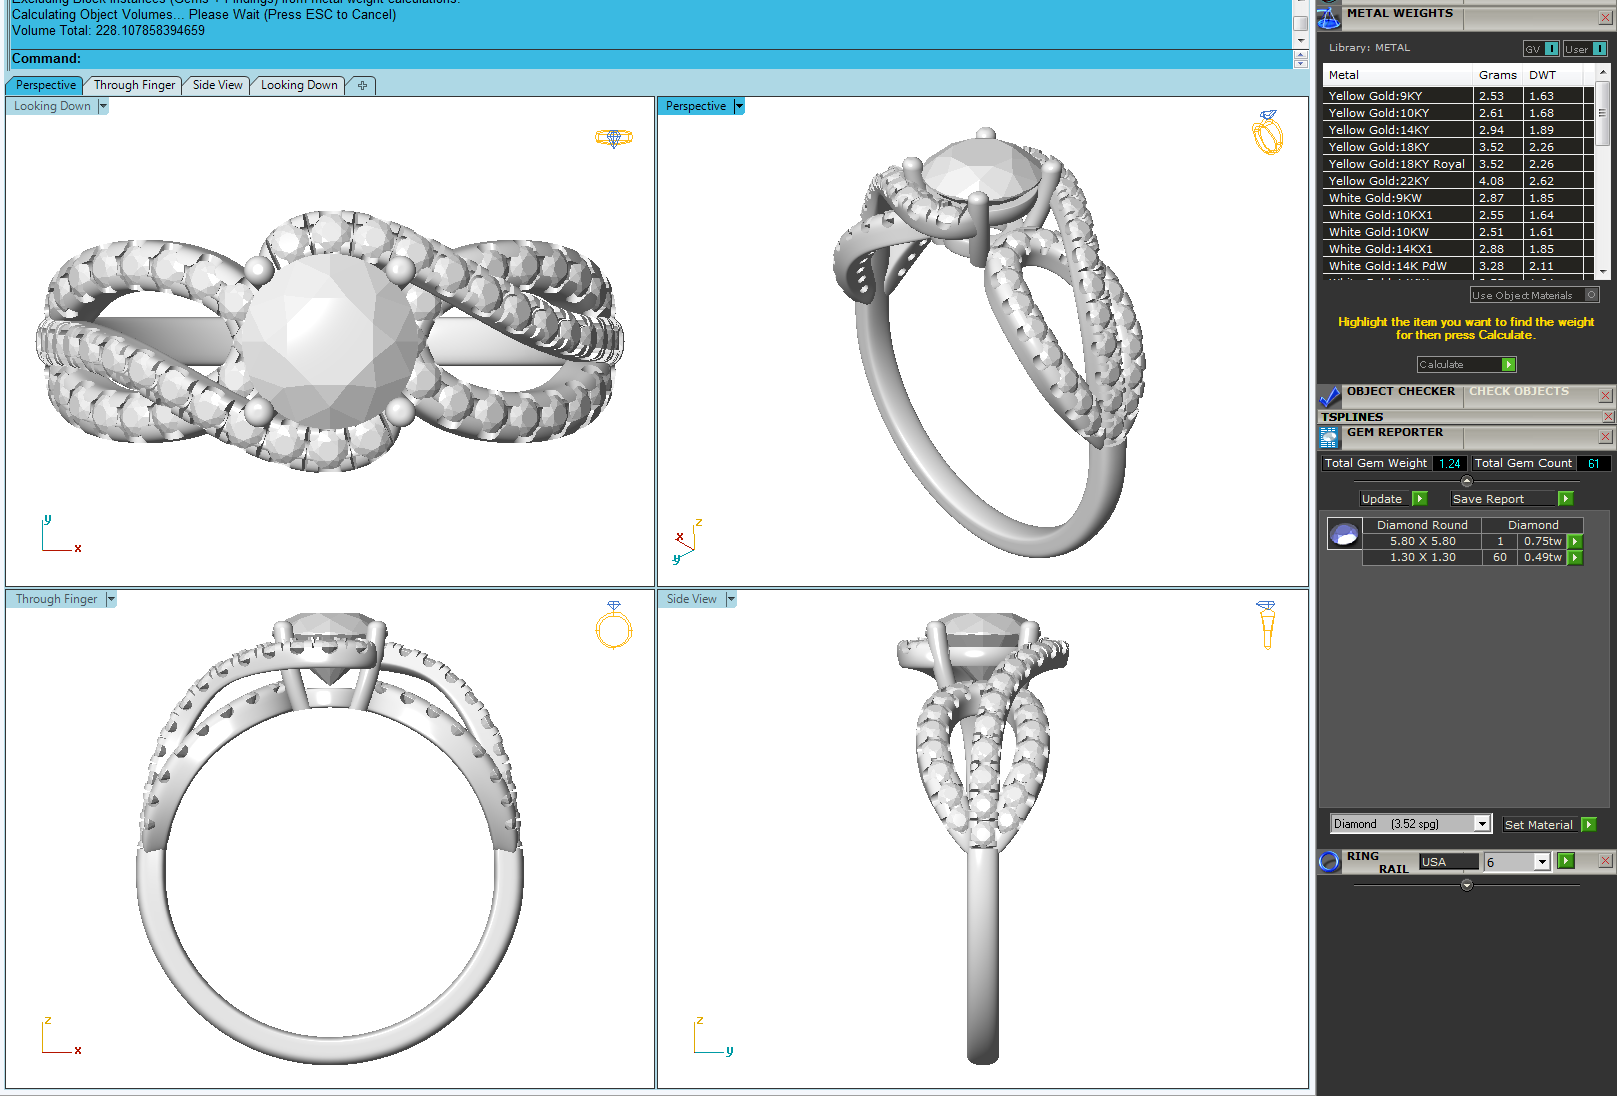 Excluding Block Instances (Gems + Findings) from metal weight calculations.
Calculating Object Volumes... Please Wait (Press ESC to Cancel)
Volume Total: 228.107858394659
Command:
Perspective Through Finger Side View Looking Down
Looking Down
Perspective
y
x
z
x
y
Through Finger
Side View
z
x
z
y
METAL WEIGHTS
Library: METAL GV I User I
Metal Grams DWT
Yellow Gold:9KY 2.53 1.63
Yellow Gold:10KY 2.61 1.68
Yellow Gold:14KY 2.94 1.89
Yellow Gold:18KY 3.52 2.26
Yellow Gold:18KY Royal 3.52 2.26
Yellow Gold:22KY 4.08 2.62
White Gold:9KW 2.87 1.85
White Gold:10KX1 2.55 1.64
White Gold:10KW 2.51 1.61
White Gold:14KX1 2.88 1.85
White Gold:14K PdW 3.28 2.11
Use Object Materials O
Highlight the item you want to find the weight
for then press Calculate.
Calculate
OBJECT CHECKER CHECK OBJECTS
TSPLINES
GEM REPORTER
Total Gem Weight 1.24 Total Gem Count 61
Update Save Report
Diamond Round Diamond
5.80 X 5.80 1 0.75tw
1.30 X 1.30 60 0.49tw
Diamond (3.52 spg) Set Material
RING RAIL USA 6